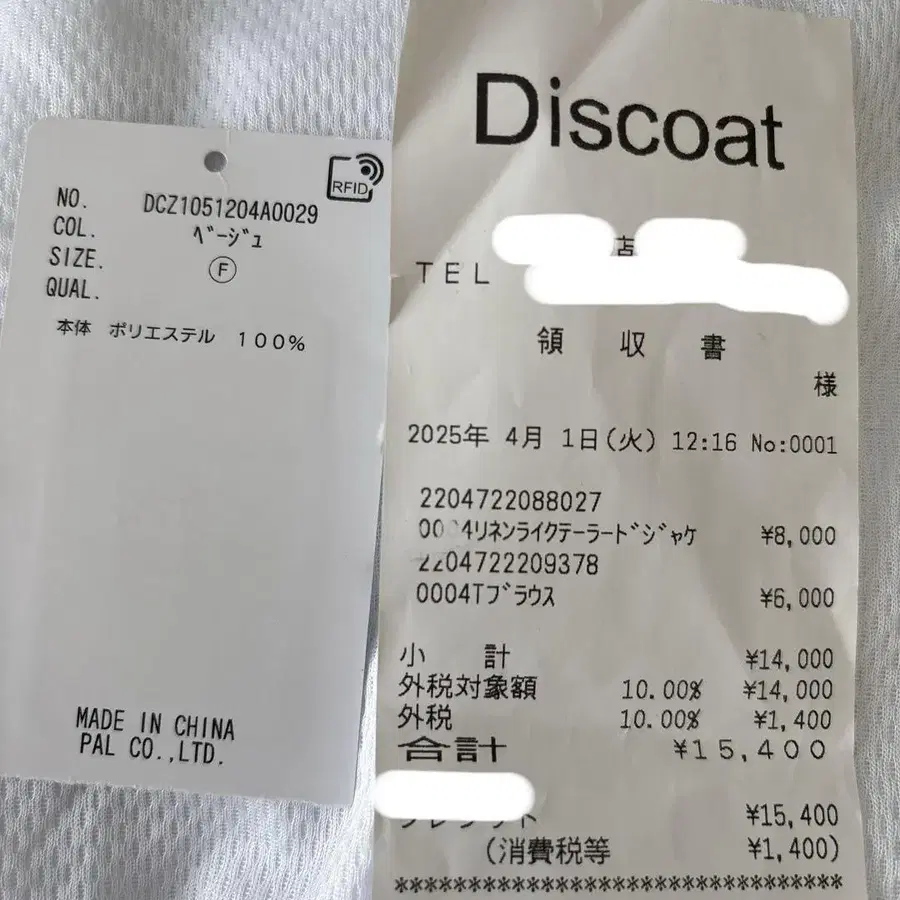 RFID
NO. DCZ1051204A0029
COL. ﾍﾞｰｼﾞｭ
SIZE. Ⓕ
QUAL.
本体 ポリエステル 100%
MADE IN CHINA
PAL CO.,LTD.
Discoat
店
TEL
領収書
様
2025年 4月 1日(火) 12:16 No:0001
2204722088027
リネンライクテーラードジャケ ¥8,000
2204722209378
0004Tブラウス ¥6,000
小計 ¥14,000
外税対象額 10.00% ¥14,000
外税 10.00% ¥1,400
合計 ¥15,400
¥15,400
(消費税等 ¥1,400)
**********************************